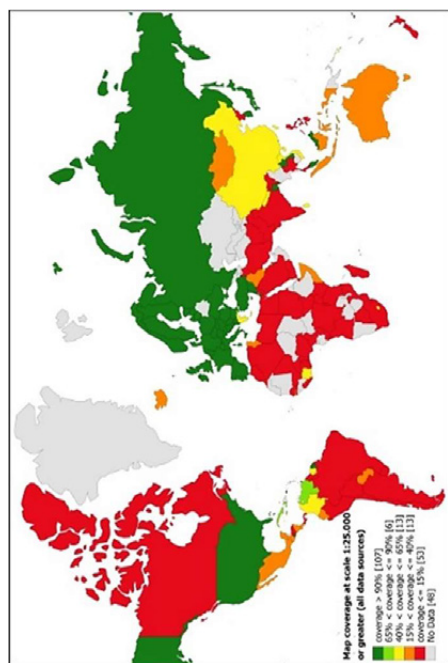 Map coverage at scale 1:25.000
or greater (all data sources)
coverage > 90% [107]
65% < coverage <= 90% [6]
40% < coverage <= 65% [13]
15% < coverage <= 40% [13]
coverage <= 15% [53]
No Data [48]